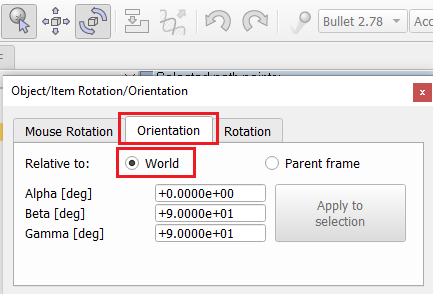 Bullet 2.78
Acc
F
Selected path points:
Object/Item Rotation/Orientation
x
Mouse Rotation Orientation Rotation
Relative to: World Parent frame
Alpha [deg] +0.0000e+00
Beta [deg] +9.0000e+01
Gamma [deg] +9.0000e+01
Apply to
selection